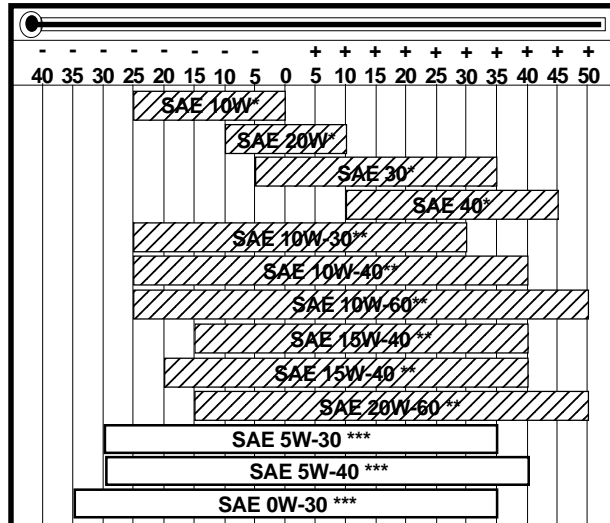 - - - - - - - - + + + + + + + + + +
40 35 30 25 20 15 10 5 0 5 10 15 20 25 30 35 40 45 50
SAE 10W*
SAE 20W*
SAE 30*
SAE 40*
SAE 10W-30**
SAE 10W-40**
SAE 10W-60**
SAE 15W-40 **
SAE 15W-40 **
SAE 20W-60 **
SAE 5W-30 ***
SAE 5W-40 ***
SAE 0W-30 ***